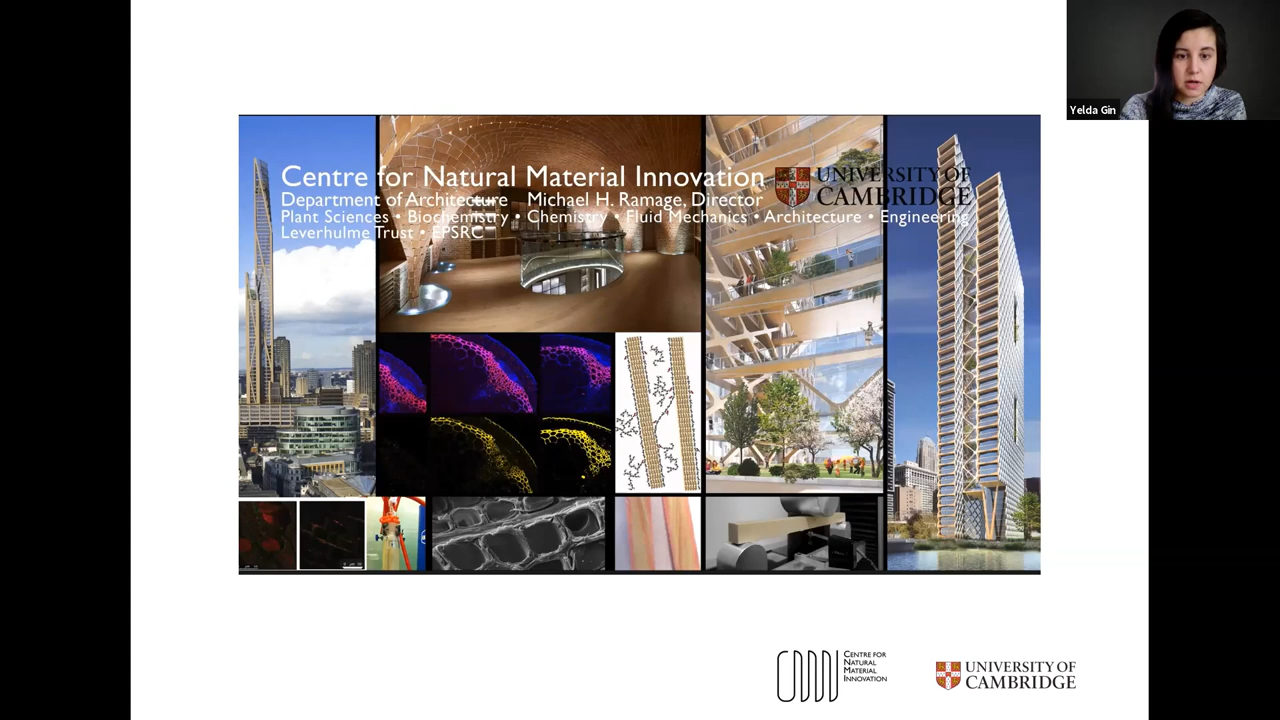 Yelda Gin
Centre for Natural Material Innovation
UNIVERSITY OF
CAMBRIDGE
Department of Architecture Michael H. Ramage, Director
Plant Sciences • Biochemistry • Chemistry • Fluid Mechanics • Architecture • Engineering
Leverhulme Trust • EPSRC
CENTRE FOR
NATURAL
MATERIAL
INNOVATION
UNIVERSITY OF
CAMBRIDGE